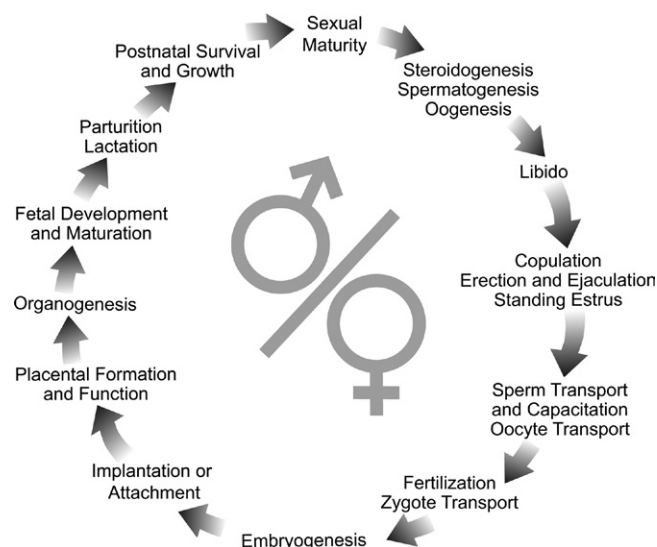 Sexual
Maturity
Steroidogenesis
Spermatogenesis
Oogenesis
Libido
Copulation
Erection and Ejaculation
Standing Estrus
Sperm Transport
and Capacitation
Oocyte Transport
Fertilization
Zygote Transport
Embryogenesis
Implantation or
Attachment
Placental Formation
and Function
Organogenesis
Fetal Development
and Maturation
Parturition
Lactation
Postnatal Survival
and Growth